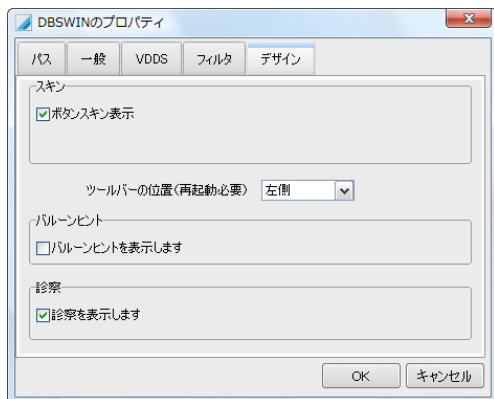 DBSWINのプロパティ
パス 一般 VDDS フィルタ デザイン
スキン
ボタンスキン表示
ツールバーの位置(再起動必要) 左側
バルーンヒント
バルーンヒントを表示します
診察
診察を表示します
OK キャンセル